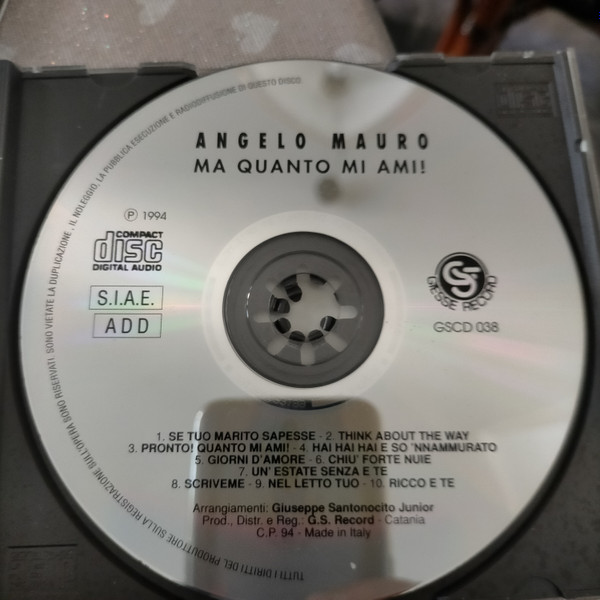 ANGELO MAURO
MA QUANTO MI AMI!
℗ 1994
COMPACT
disc
DIGITAL AUDIO
S.I.A.E.
ADD
GS
GIESSE RECORD
GSCD 038
1. SE TUO MARITO SAPESSE - 2. THINK ABOUT THE WAY
3. PRONTO! QUANTO MI AMI! - 4. HAI HAI HAI E SO 'NNAMMURATO
5. GIORNI D'AMORE - 6. CHIU' FORTE NUIE
7. UN' ESTATE SENZA E TE
8. SCRIVEME - 9. NEL LETTO TUO - 10. RICCO E TE
Arrangiamenti: Giuseppe Santonocito Junior
Prod., Distr. e Reg.: G.S. Record - Catania
C.P. 94 - Made in Italy
TUTTI I DIRITTI DEL PRODUTTORE SULLA REGISTRAZIONE SULL'OPERA SONO RISERVATI. SONO VIETATE LA DUPLICAZIONE, IL NOLEGGIO, LA PUBBLICA ESECUZIONE E RADIODIFFUSIONE DI QUESTO DISCO